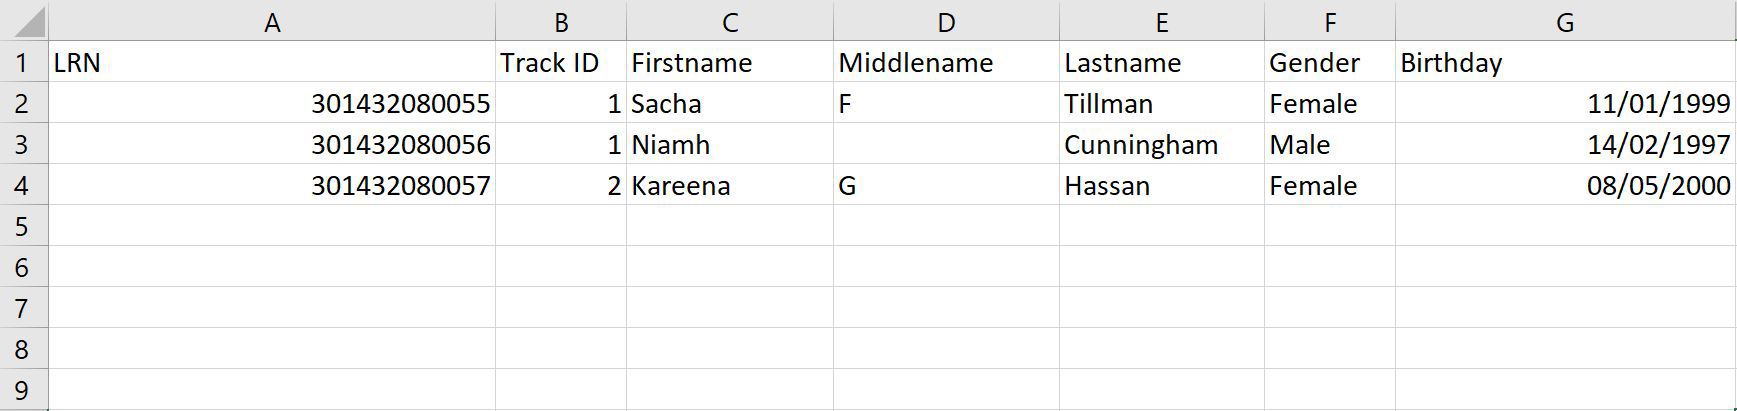 A B C D E F G
1 LRN Track ID Firstname Middlename Lastname Gender Birthday
2 301432080055 1 Sacha F Tillman Female 11/01/1999
3 301432080056 1 Niamh Cunningham Male 14/02/1997
4 301432080057 2 Kareena G Hassan Female 08/05/2000
5
6
7
8
9